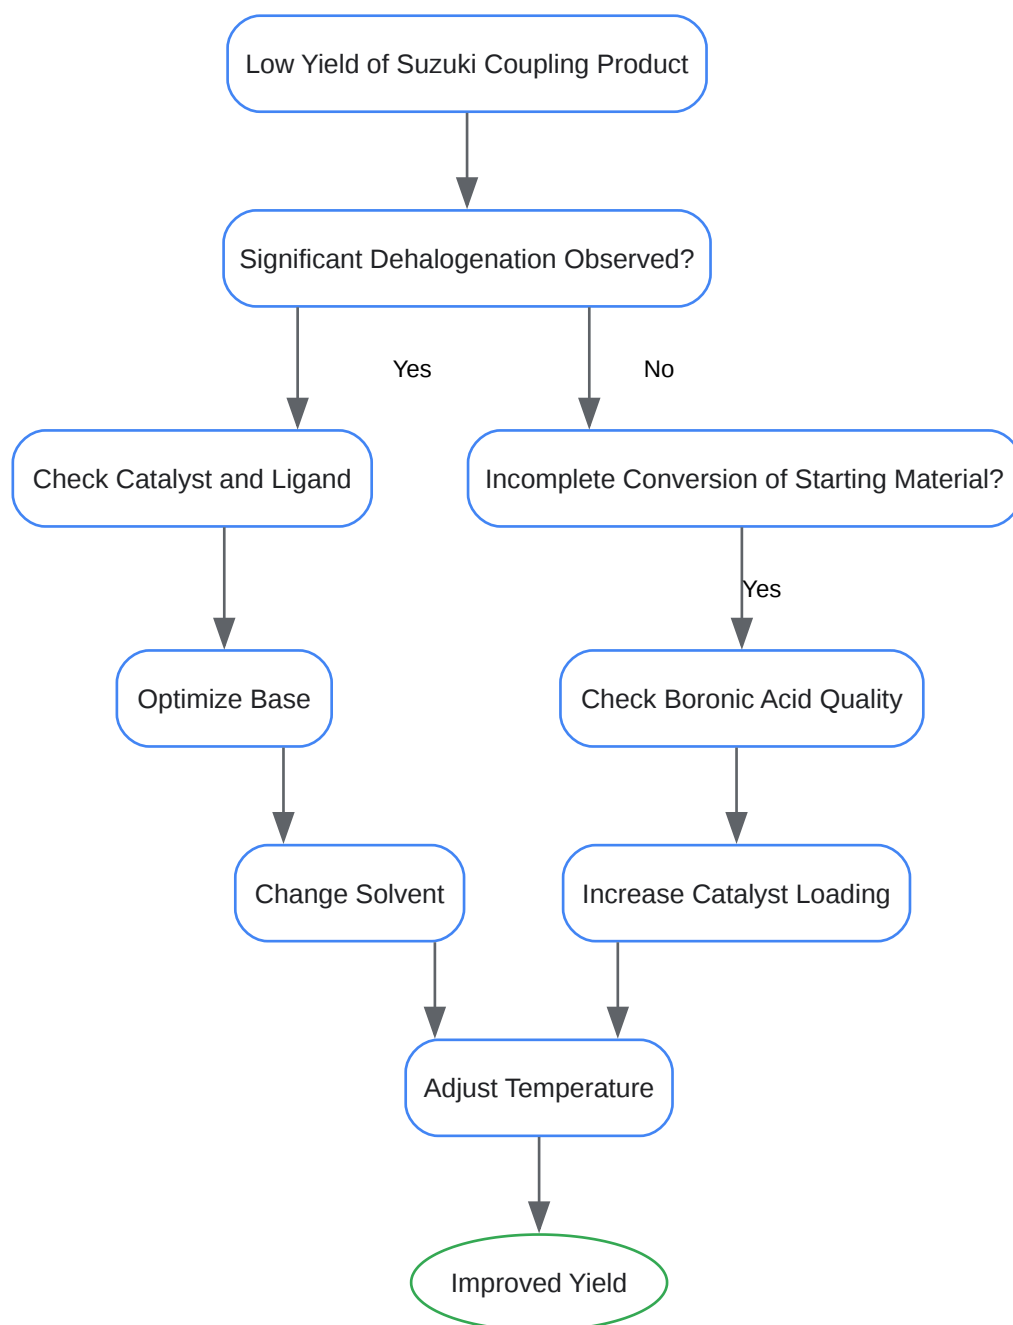 Low Yield of Suzuki Coupling Product
Significant Dehalogenation Observed?
Yes
No
Check Catalyst and Ligand
Incomplete Conversion of Starting Material?
Yes
Optimize Base
Check Boronic Acid Quality
Change Solvent
Increase Catalyst Loading
Adjust Temperature
Improved Yield